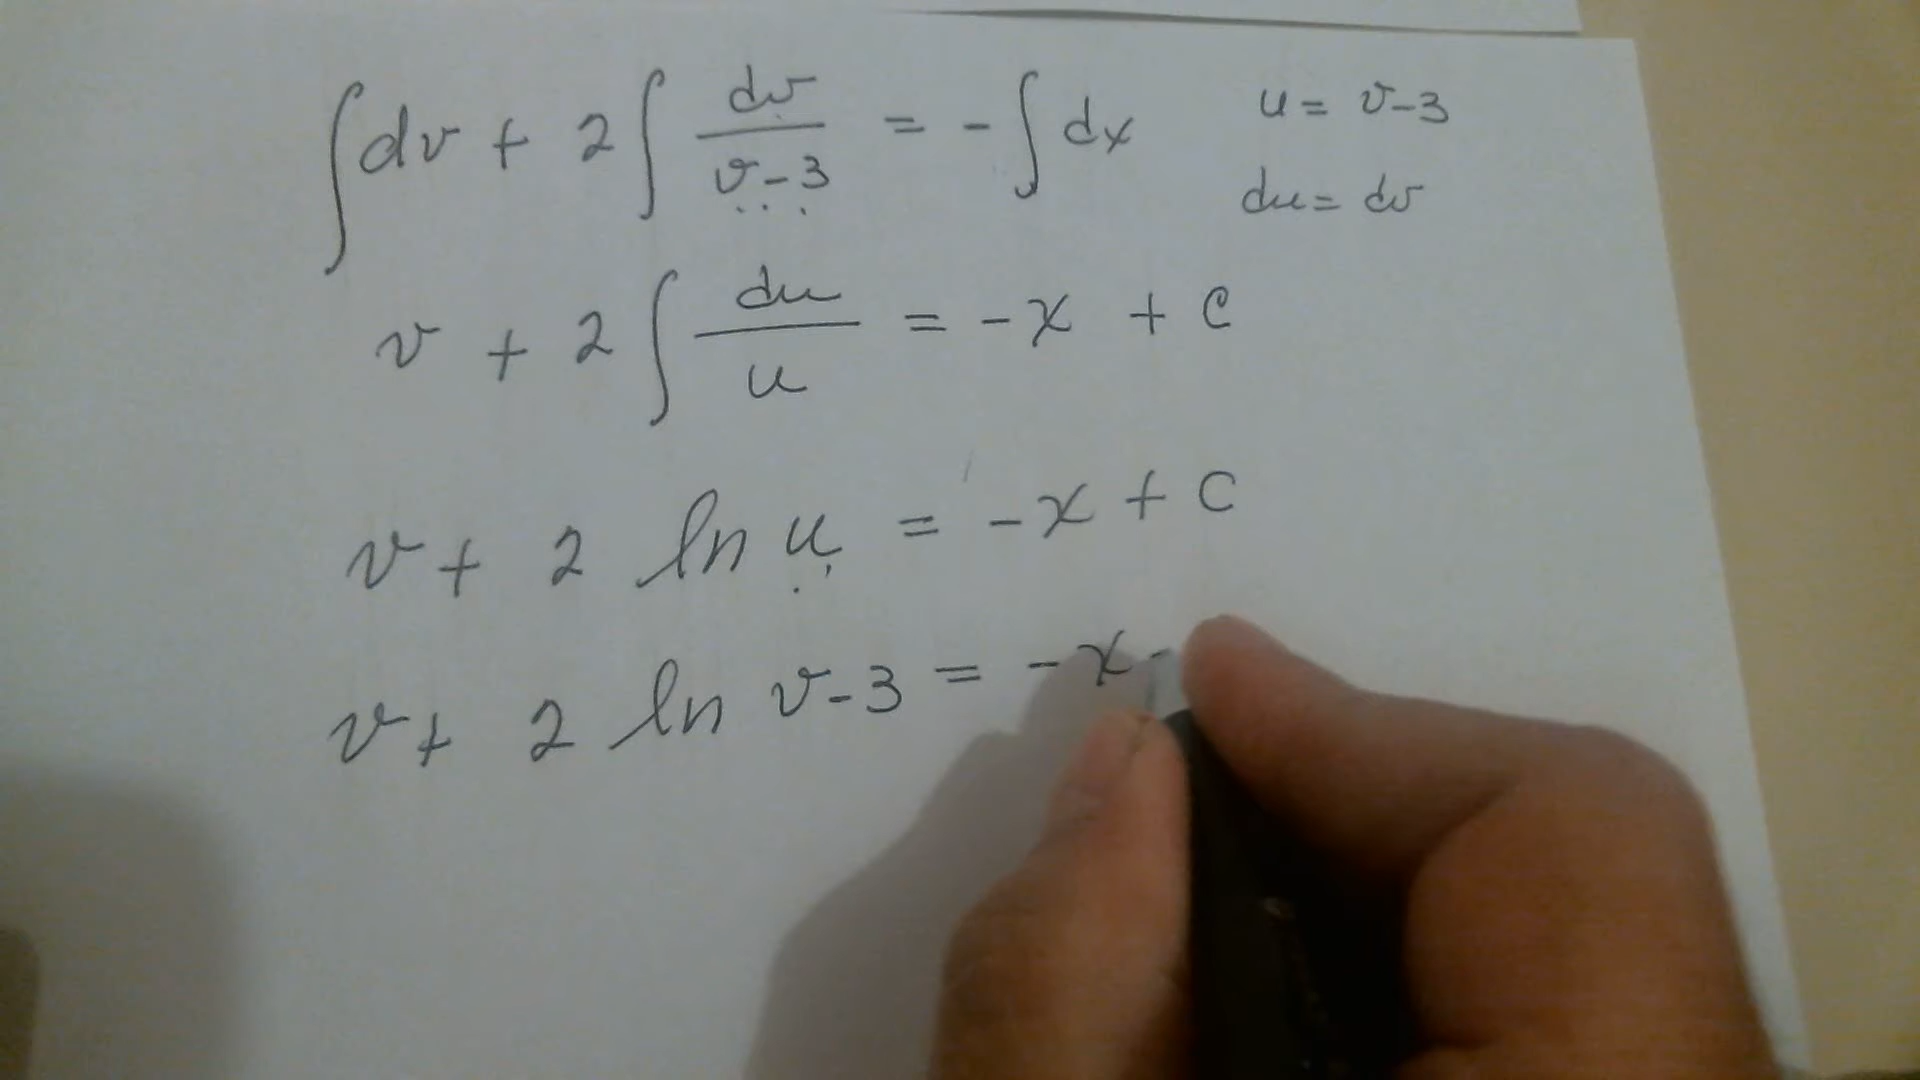 ∫dv + 2∫ dv/(v-3) = -∫dx   u = v-3
du = dv
v + 2∫ du/u = -x + c
v + 2 ln u = -x + c
v + 2 ln v-3 = -x -